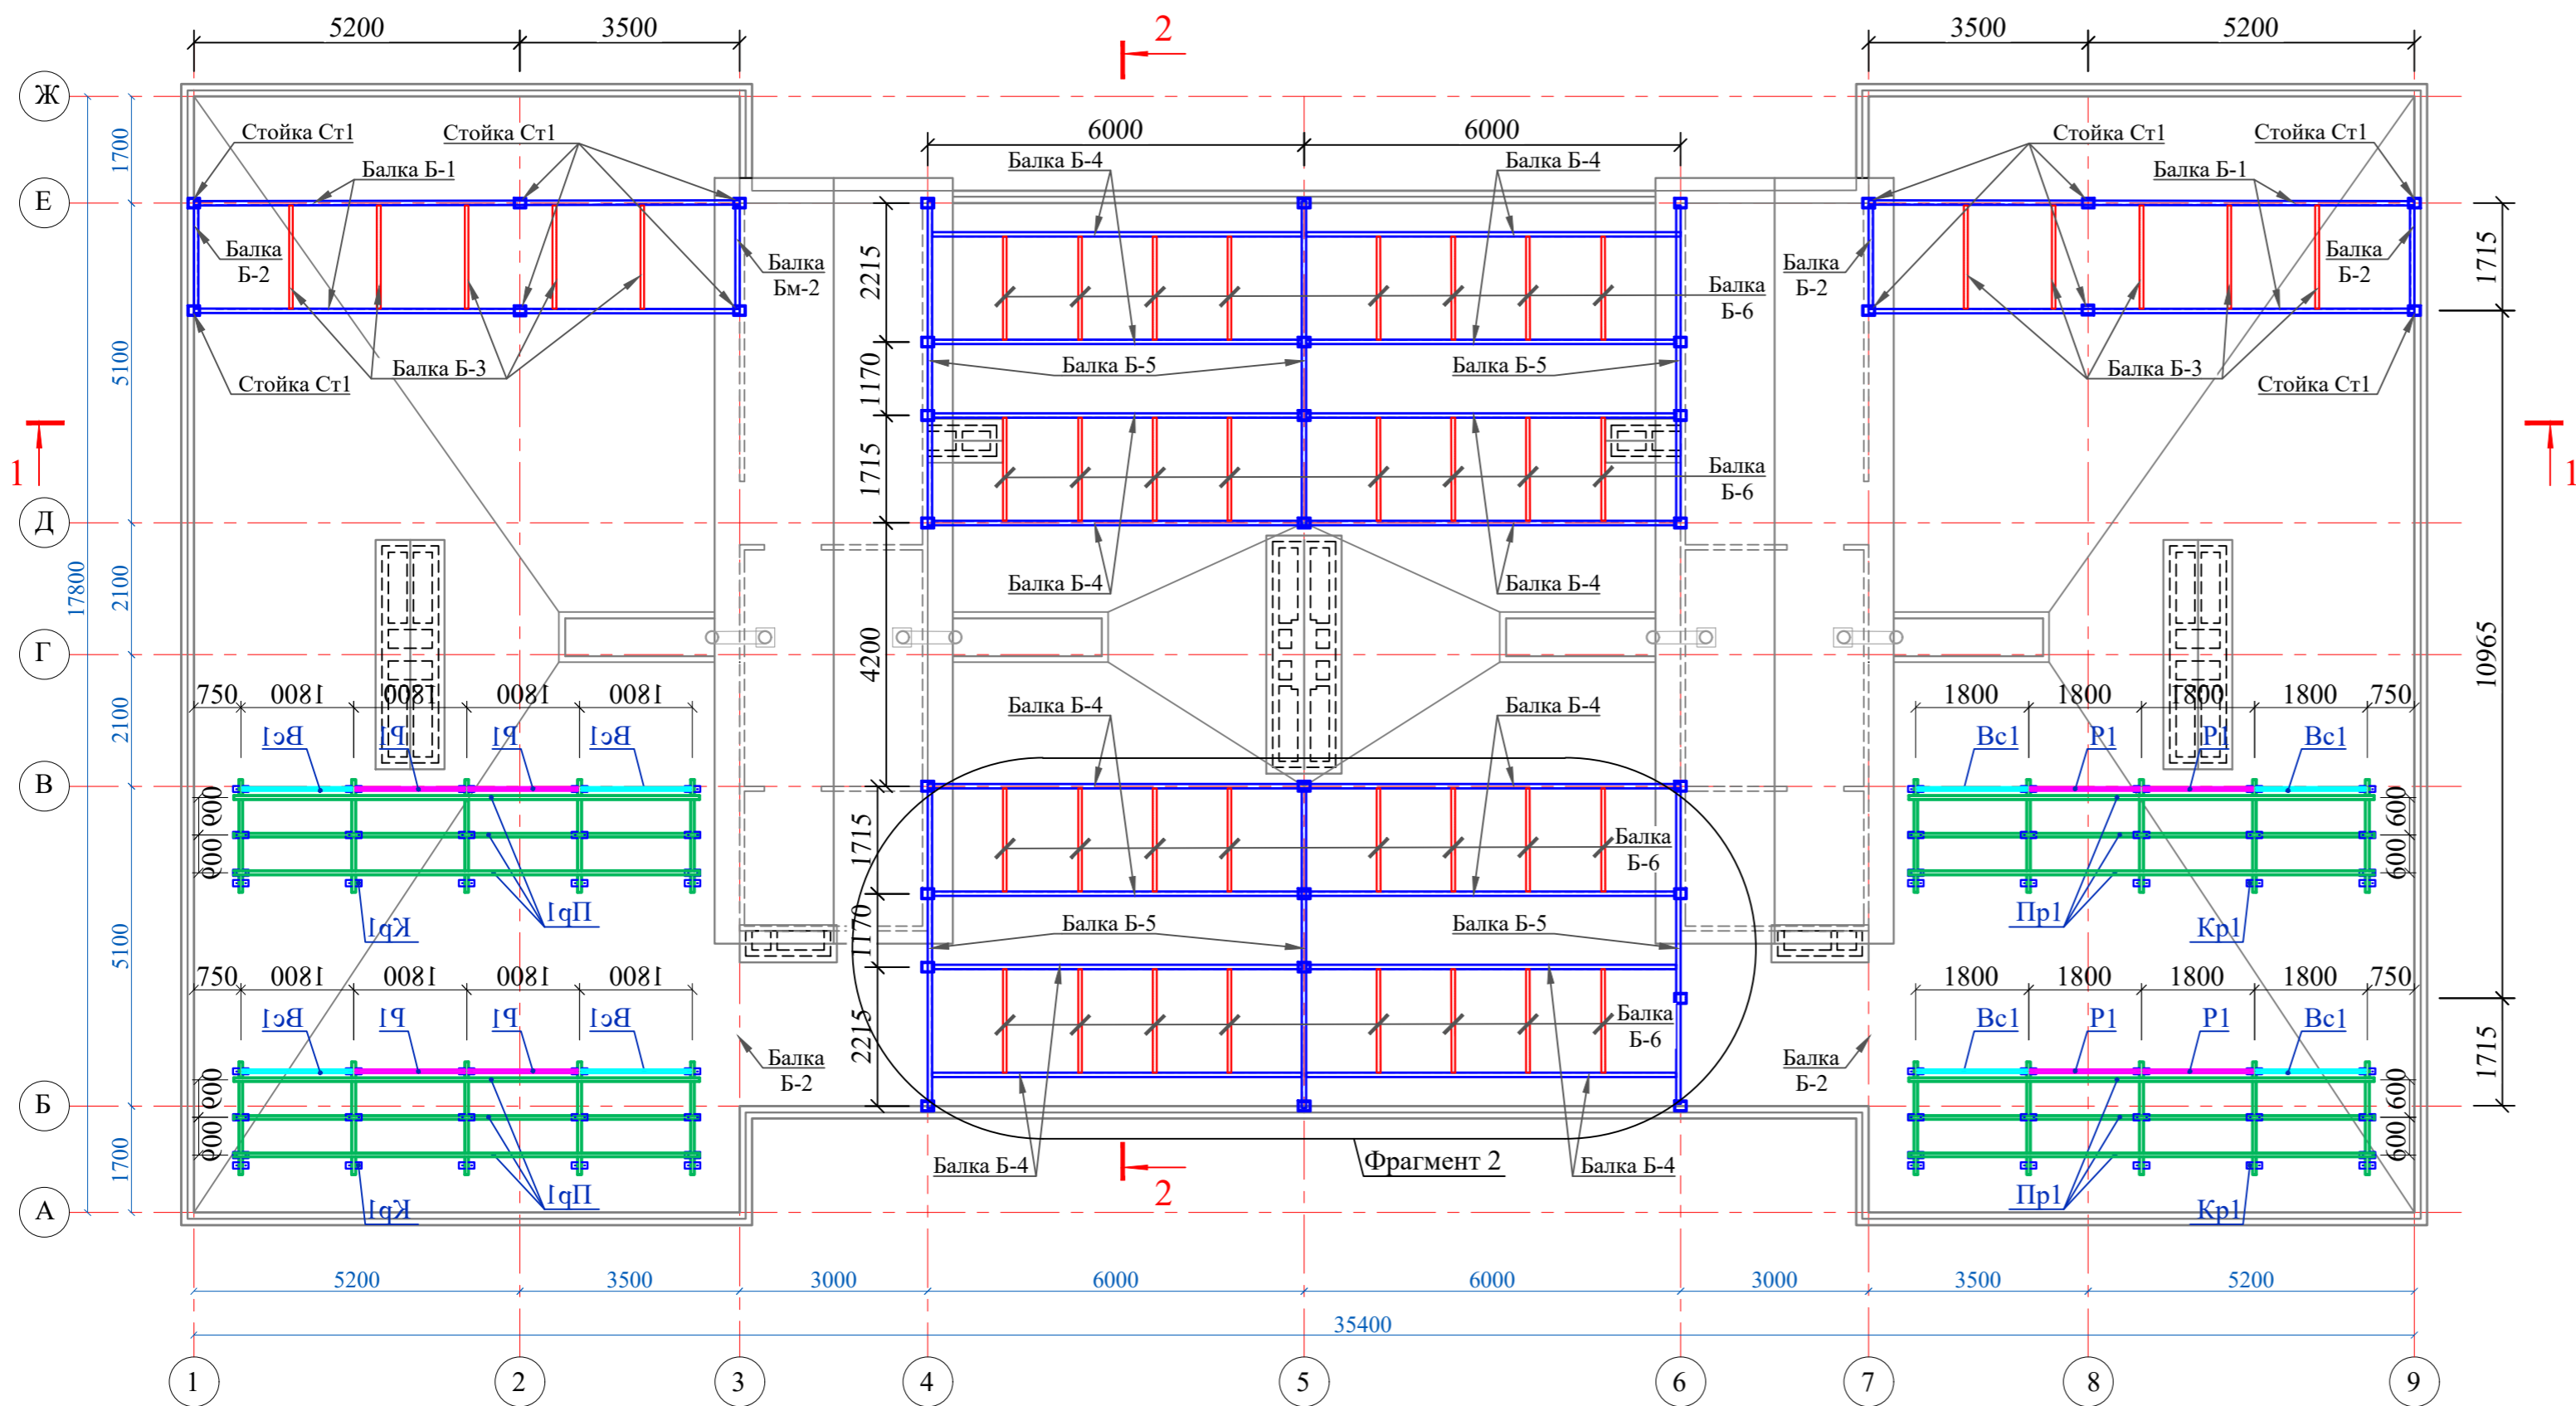 5200 3500 2 3500 5200
Ж
1700
Стойка Ст1 Стойка Ст1 6000 6000 Стойка Ст1 Стойка Ст1
Балка Б-1 Балка Б-4 Балка Б-4 Балка Б-1
Е
Балка
Б-2
Балка
Бм-2
2215
Балка
Б-6
Балка
Б-2
Балка
Б-2
1715
5100
Стойка Ст1 Балка Б-3 1170 Балка Б-5 Балка Б-5 Балка Б-3 Стойка Ст1
1 1
1715
Балка
Б-6
Д
17800
2100
Балка Б-4 Балка Б-4
Г
4200
10965
750 1800 1800 1800 1800 1800 1800 1800 1800 750
2100
Вс1 Р1 Р1 Вс1 Балка Б-4 Балка Б-4 Вс1 Р1 Р1 Вс1
В
600 600
600 600
1715
Балка
Б-6
Кр1 Пр1 Пр1 Кр1
5100
1170 Балка Б-5 Балка Б-5
750 1800 1800 1800 1800 1800 1800 1800 1800 750
Вс1 Р1 Р1 Вс1 Вс1 Р1 Р1 Вс1
2215
Балка
Б-6
Балка
Б-2
Балка
Б-2
1715
600 600
600 600
Б
1700
Кр1 Пр1 Балка Б-4 2 Фрагмент 2 Балка Б-4 Пр1 Кр1
А
5200 3500 3000 6000 6000 3000 3500 5200
35400
1 2 3 4 5 6 7 8 9